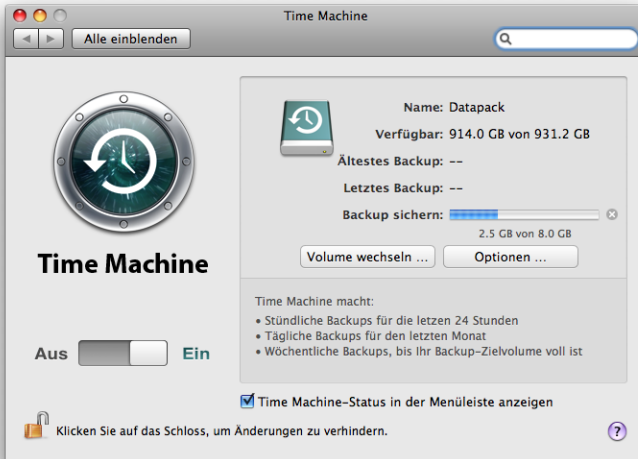 Time Machine
Alle einblenden
Name: Datapack
Verfügbar: 914.0 GB von 931.2 GB
Ältestes Backup: --
Letztes Backup: --
Backup sichern:
2.5 GB von 8.0 GB
Volume wechseln ...
Optionen ...
Time Machine
Aus
Ein
Time Machine macht:
• Stündliche Backups für die letzen 24 Stunden
• Tägliche Backups für den letzten Monat
• Wöchentliche Backups, bis Ihr Backup-Zielvolume voll ist
Time Machine-Status in der Menüleiste anzeigen
Klicken Sie auf das Schloss, um Änderungen zu verhindern.
?